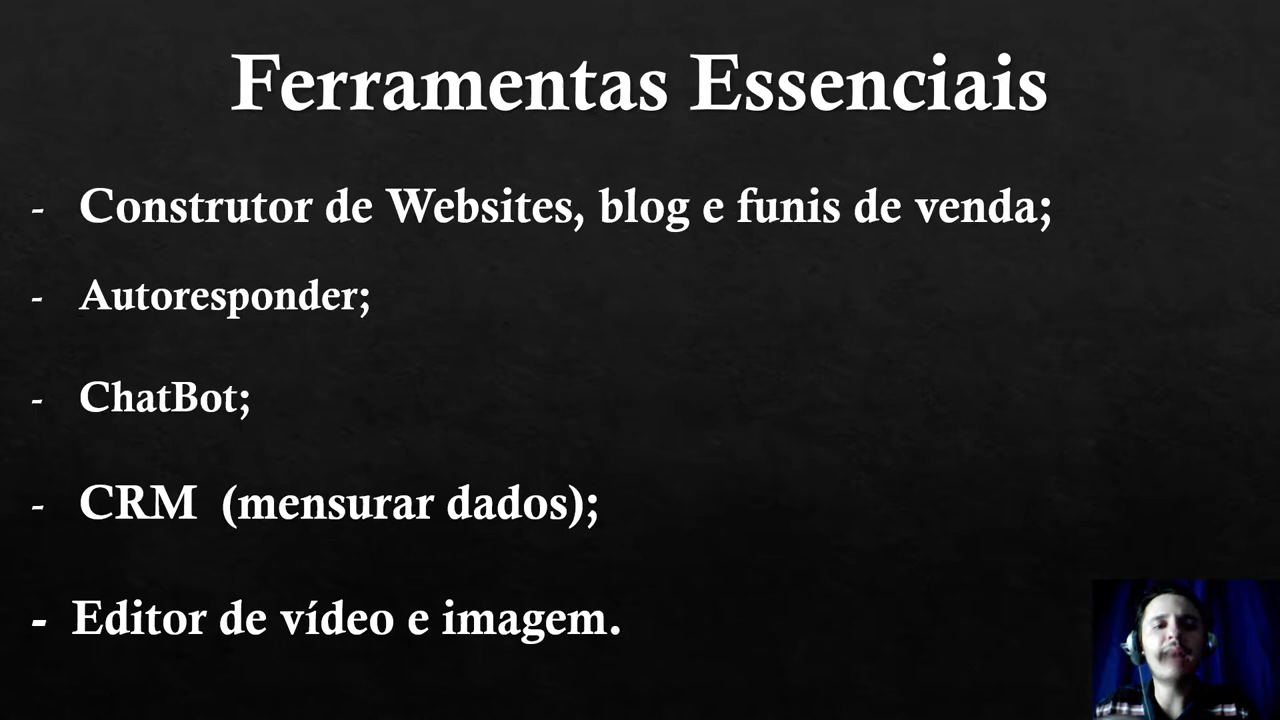 Ferramentas Essenciais
- Construtor de Websites, blog e funis de venda;
- Autoresponder;
- ChatBot;
- CRM (mensurar dados);
- Editor de vídeo e imagem.